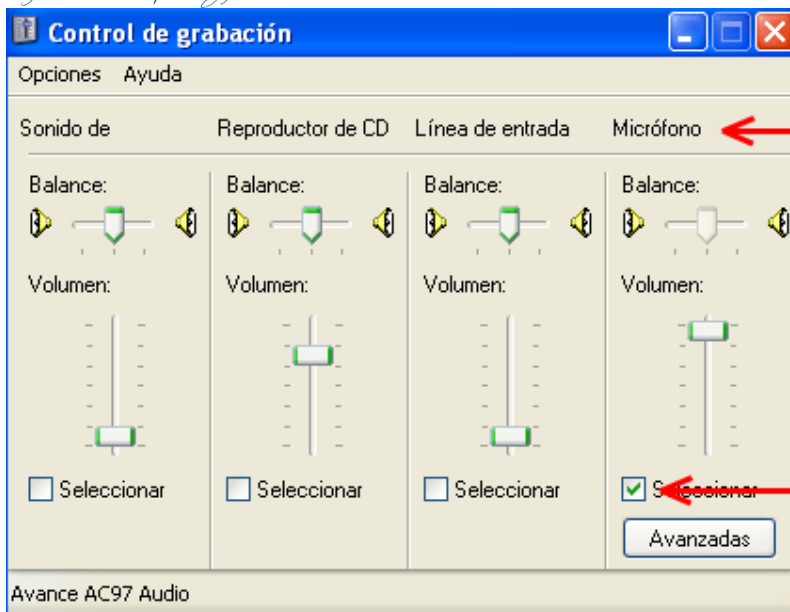 Control de grabación
Opciones Ayuda
Sonido de Reproductor de CD Línea de entrada Micrófono
Balance: Balance: Balance: Balance:
Volumen: Volumen: Volumen: Volumen:
Seleccionar Seleccionar Seleccionar Seleccionar
Avanzadas
Avance AC97 Audio